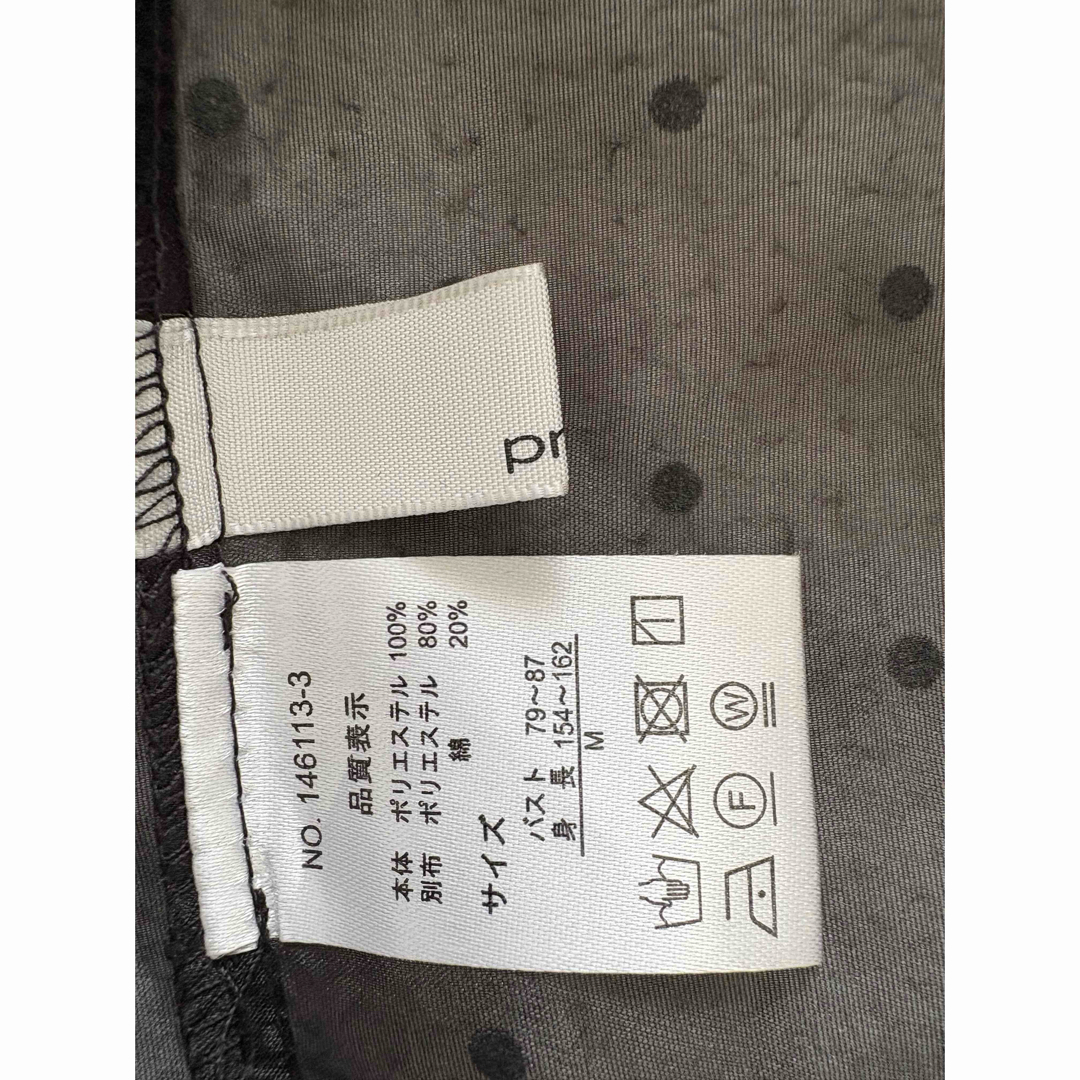 pr
NO. 146113-3
品質表示
本体 ポリエステル 100%
別布 ポリエステル 80%
綿 20%
サイズ
バスト 79～87
身 長 154～162
M
F W